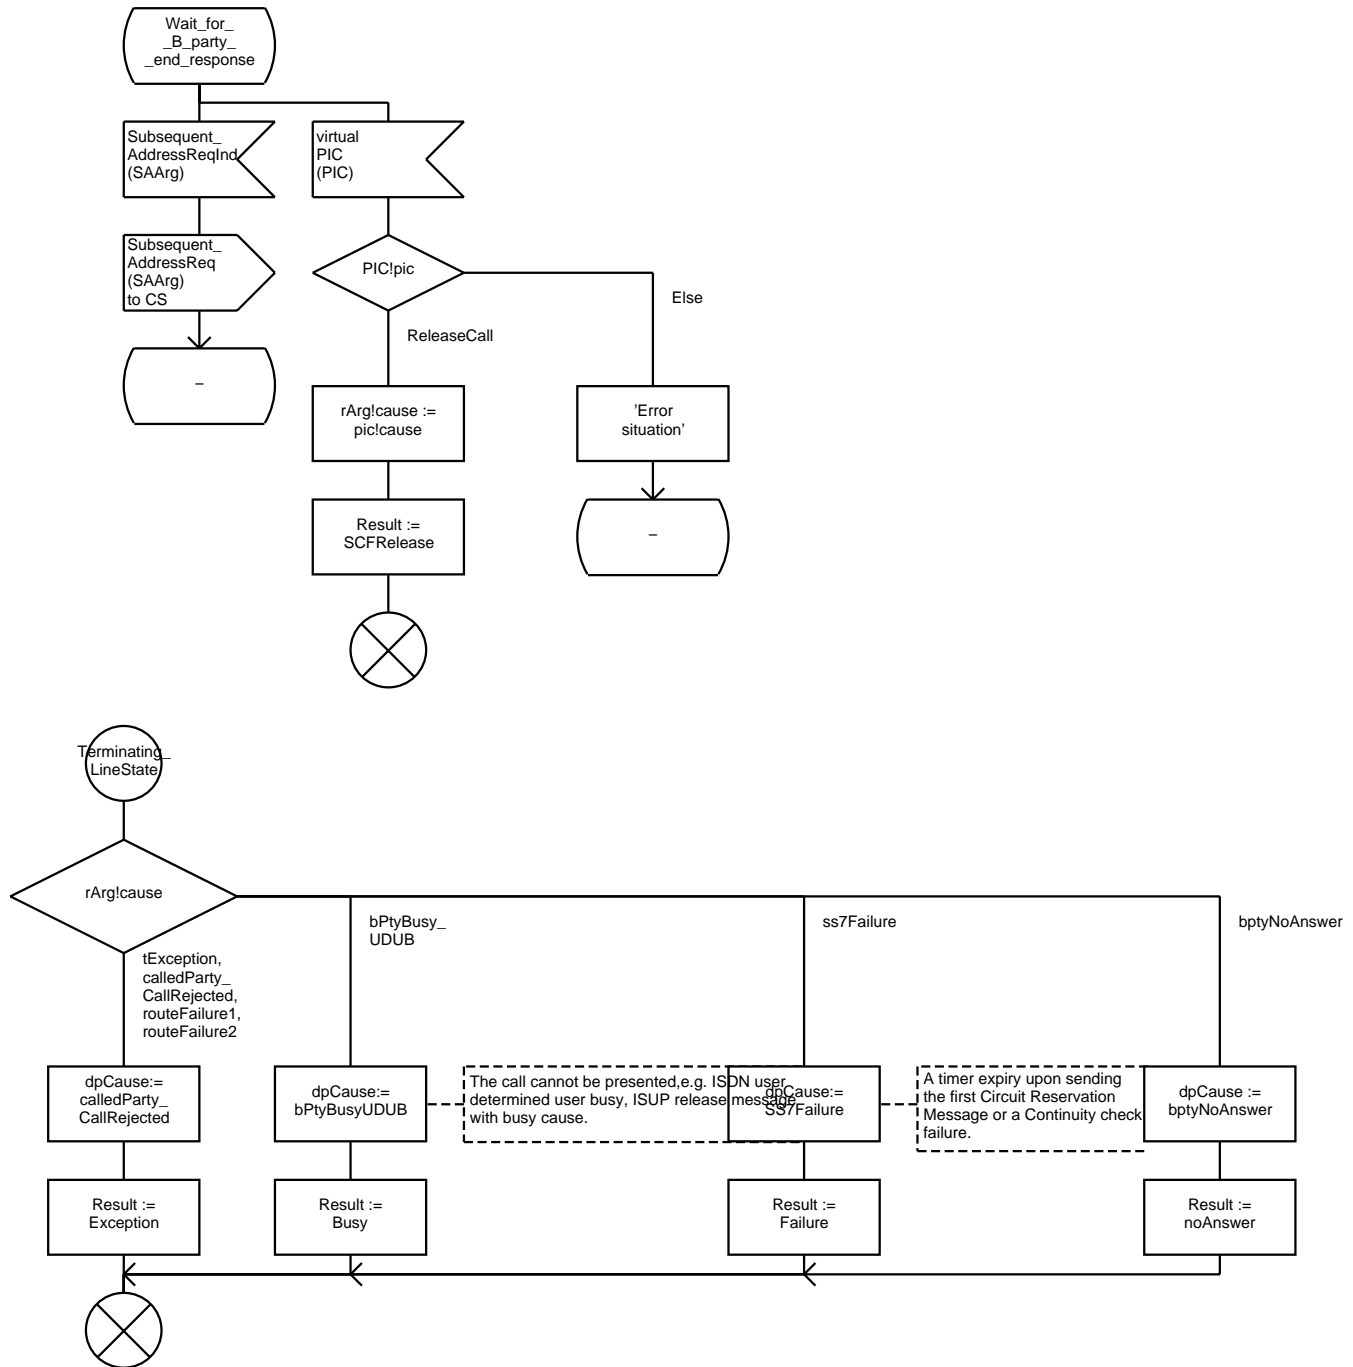 Wait_for_
_B_party_
_end_response
Subsequent_
AddressReqInd
(SAArg)
virtual
PIC
(PIC)
Subsequent_
AddressReq
(SAArg)
to CS
PIC!pic
Else
ReleaseCall
–
rArg!cause :=
pic!cause
'Error
situation’
Result :=
SCFRelease
–
Terminating_
LineState
rArg!cause
bPtyBusy_
UDUB
ss7Failure
bptyNoAnswer
tException,
calledParty_
CallRejected,
routeFailure1,
routeFailure2
dpCause:=
calledParty_
CallRejected
dpCause:=
bPtyBusyUDUB
The call cannot be presented,e.g. ISDN user
determined user busy, ISUP release message
with busy cause.
dpCause:=
SS7Failure
A timer expiry upon sending
the first Circuit Reservation
Message or a Continuity check
failure.
dpCause :=
bptyNoAnswer
Result :=
Exception
Result :=
Busy
Result :=
Failure
Result :=
noAnswer